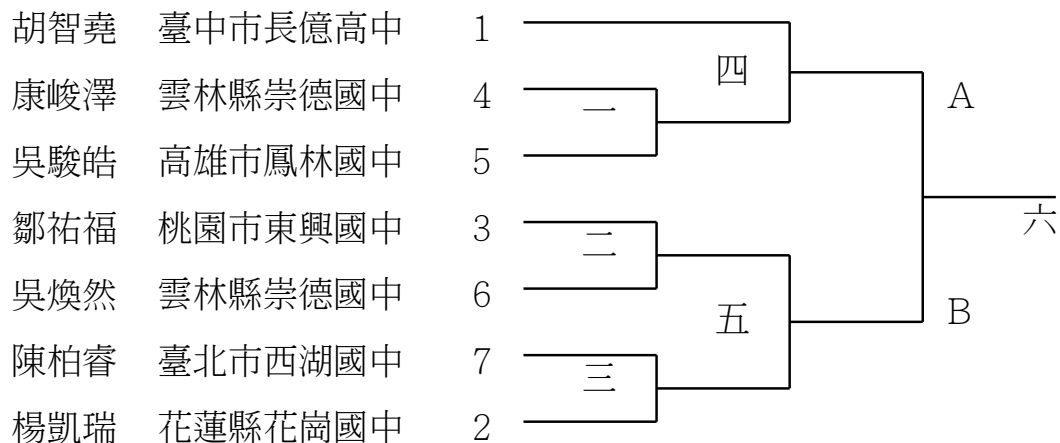 胡智堯 臺中市長億高中 1
四
康峻澤 雲林縣崇德國中 4
一
A
吳駿皓 高雄市鳳林國中 5
六
鄒祐福 桃園市東興國中 3
二
吳煥然 雲林縣崇德國中 6
五
B
陳柏睿 臺北市西湖國中 7
三
楊凱瑞 花蓮縣花崗國中 2